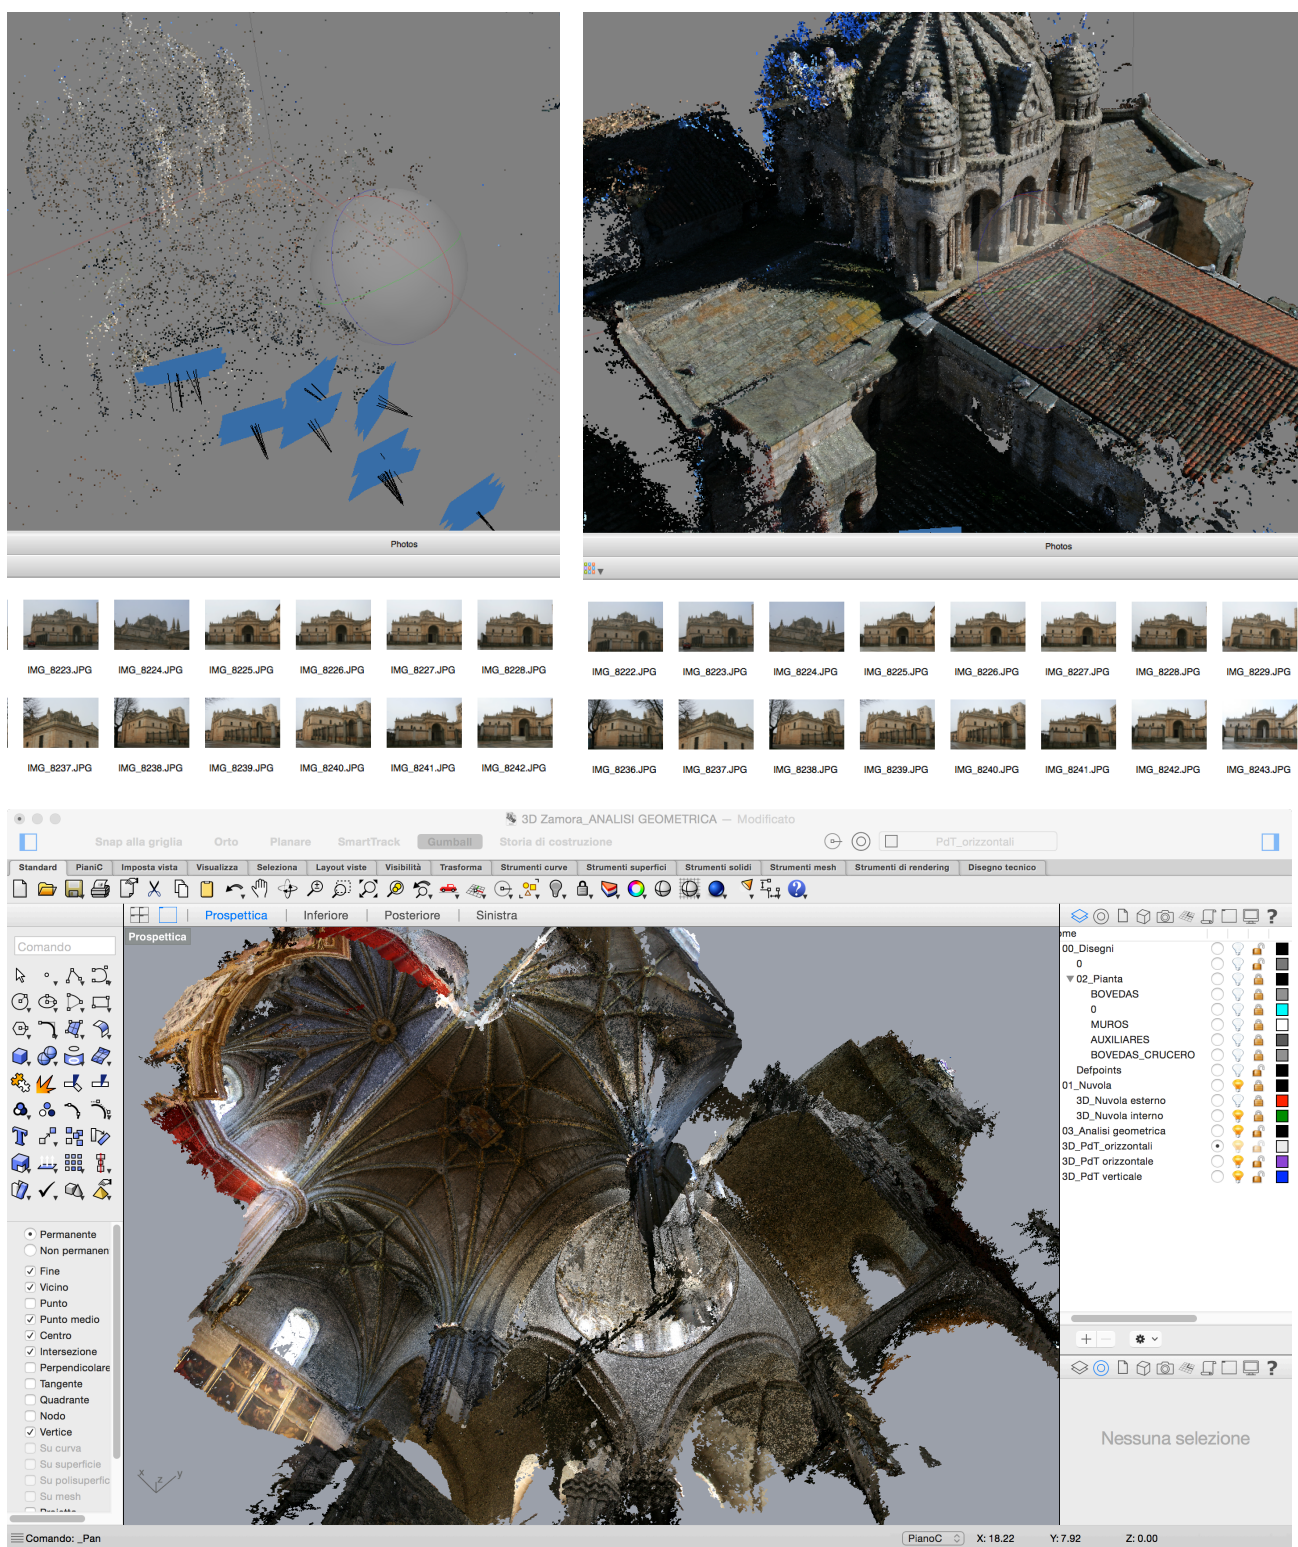 Photos
IMG_8223.JPG IMG_8224.JPG IMG_8225.JPG IMG_8226.JPG IMG_8227.JPG IMG_8228.JPG
IMG_8237.JPG IMG_8238.JPG IMG_8239.JPG IMG_8240.JPG IMG_8241.JPG IMG_8242.JPG
Photos
IMG_8222.JPG IMG_8223.JPG IMG_8224.JPG IMG_8225.JPG IMG_8226.JPG IMG_8227.JPG IMG_8228.JPG IMG_8229.JPG
IMG_8236.JPG IMG_8237.JPG IMG_8238.JPG IMG_8239.JPG IMG_8240.JPG IMG_8241.JPG IMG_8242.JPG IMG_8243.JPG
3D Zamora_ANALISI GEOMETRICA — Modificato
Snap alla griglia Orto Planare SmartTrack Gumball Storia di costruzione PdT_orizzontali
Standard PianiC Imposta vista Visualizza Seleziona Layout viste Visibilità Trasforma Strumenti curve Strumenti superfici Strumenti solidi Strumenti mesh Strumenti di rendering Disegno tecnico
Prospettica Inferiore Posteriore Sinistra
Prospettica
Comando
Permanente
Non permanen
Fine
Vicino
Punto
Punto medio
Centro
Intersezione
Perpendicolare
Tangente
Quadrante
Nodo
Vertice
Su curva
Su superficie
Su polisuperfic
Su mesh
x z y
ome
00_Disegni
0
02_Pianta
BOVEDAS
0
MUROS
AUXILIARES
BOVEDAS_CRUCERO
Defpoints
01_Nuvola
3D_Nuvola esterno
3D_Nuvola interno
03_Analisi geometrica
3D_PdT_orizzontali
3D_PdT orizzontale
3D_PdT verticale
Nessuna selezione
Comando: _Pan PianoC X: 18.22 Y: 7.92 Z: 0.00